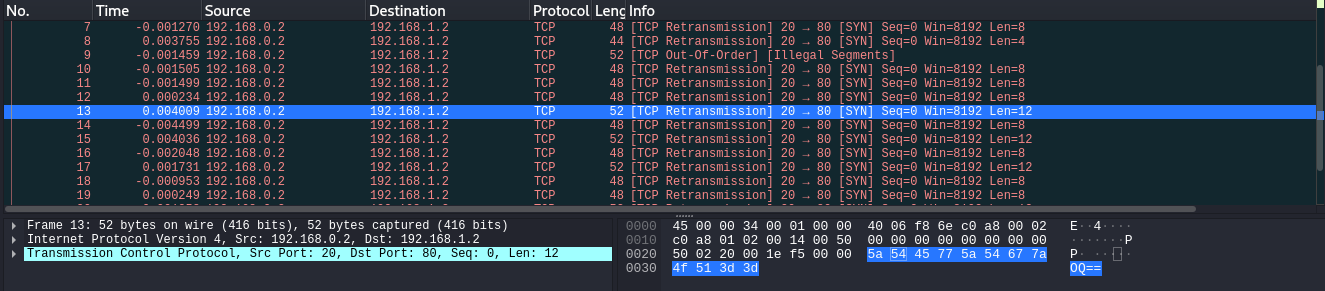 No. Time Source Destination Protocol Leng Info
7 -0.001270 192.168.0.2 192.168.1.2 TCP 48 [TCP Retransmission] 20 → 80 [SYN] Seq=0 Win=8192 Len=8
8 0.003755 192.168.0.2 192.168.1.2 TCP 44 [TCP Retransmission] 20 → 80 [SYN] Seq=0 Win=8192 Len=4
9 -0.001459 192.168.0.2 192.168.1.2 TCP 52 [TCP Out-Of-Order] [Illegal Segments]
10 -0.001505 192.168.0.2 192.168.1.2 TCP 48 [TCP Retransmission] 20 → 80 [SYN] Seq=0 Win=8192 Len=8
11 -0.001499 192.168.0.2 192.168.1.2 TCP 48 [TCP Retransmission] 20 → 80 [SYN] Seq=0 Win=8192 Len=8
12 0.000234 192.168.0.2 192.168.1.2 TCP 48 [TCP Retransmission] 20 → 80 [SYN] Seq=0 Win=8192 Len=8
13 0.004009 192.168.0.2 192.168.1.2 TCP 52 [TCP Retransmission] 20 → 80 [SYN] Seq=0 Win=8192 Len=12
14 -0.004499 192.168.0.2 192.168.1.2 TCP 48 [TCP Retransmission] 20 → 80 [SYN] Seq=0 Win=8192 Len=8
15 0.004036 192.168.0.2 192.168.1.2 TCP 52 [TCP Retransmission] 20 → 80 [SYN] Seq=0 Win=8192 Len=12
16 -0.002048 192.168.0.2 192.168.1.2 TCP 48 [TCP Retransmission] 20 → 80 [SYN] Seq=0 Win=8192 Len=8
17 0.001731 192.168.0.2 192.168.1.2 TCP 52 [TCP Retransmission] 20 → 80 [SYN] Seq=0 Win=8192 Len=12
18 -0.000953 192.168.0.2 192.168.1.2 TCP 48 [TCP Retransmission] 20 → 80 [SYN] Seq=0 Win=8192 Len=8
19 0.000249 192.168.0.2 192.168.1.2 TCP 48 [TCP Retransmission] 20 → 80 [SYN] Seq=0 Win=8192 Len=8
Frame 13: 52 bytes on wire (416 bits), 52 bytes captured (416 bits)
Internet Protocol Version 4, Src: 192.168.0.2, Dst: 192.168.1.2
Transmission Control Protocol, Src Port: 20, Dst Port: 80, Seq: 0, Len: 12
0000 45 00 00 34 00 01 00 00 40 06 f8 6e c0 a8 00 02 E··4····
0010 c0 a8 01 02 00 14 00 50 00 00 00 00 00 00 00 00 ·······P
0020 50 02 20 00 1e f5 00 00 5a 54 45 77 5a 54 67 7a P· ·····
0030 4f 51 3d 3d OQ==